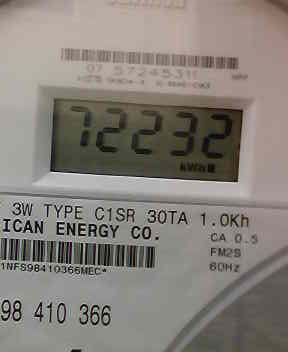 07 57245311
72232
kWh
3W TYPE C1SR 30TA 1.0Kh
ICAN ENERGY CO.
CA 0.5
FM2S
60Hz
1NFS98410366MEC*
98 410 366